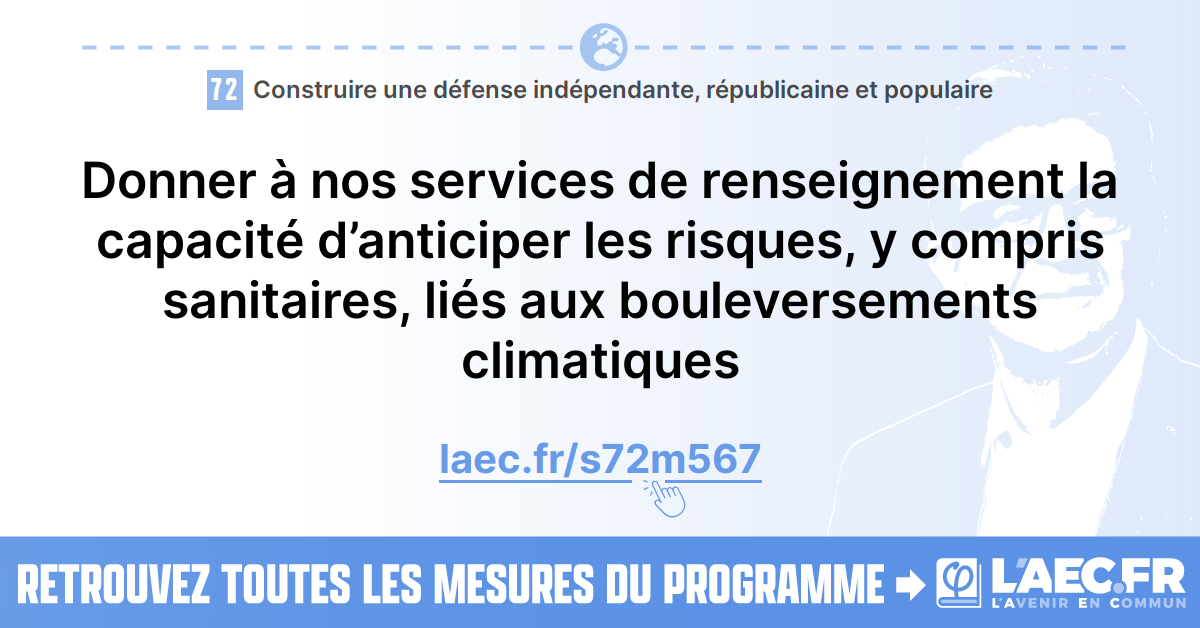 72 Construire une défense indépendante, républicaine et populaire
Donner à nos services de renseignement la
capacité d’anticiper les risques, y compris
sanitaires, liés aux bouleversements
climatiques
laec.fr/s72m567
RETROUVEZ TOUTES LES MESURES DU PROGRAMME φ L'AEC.FR
L'AVENIR EN COMMUN